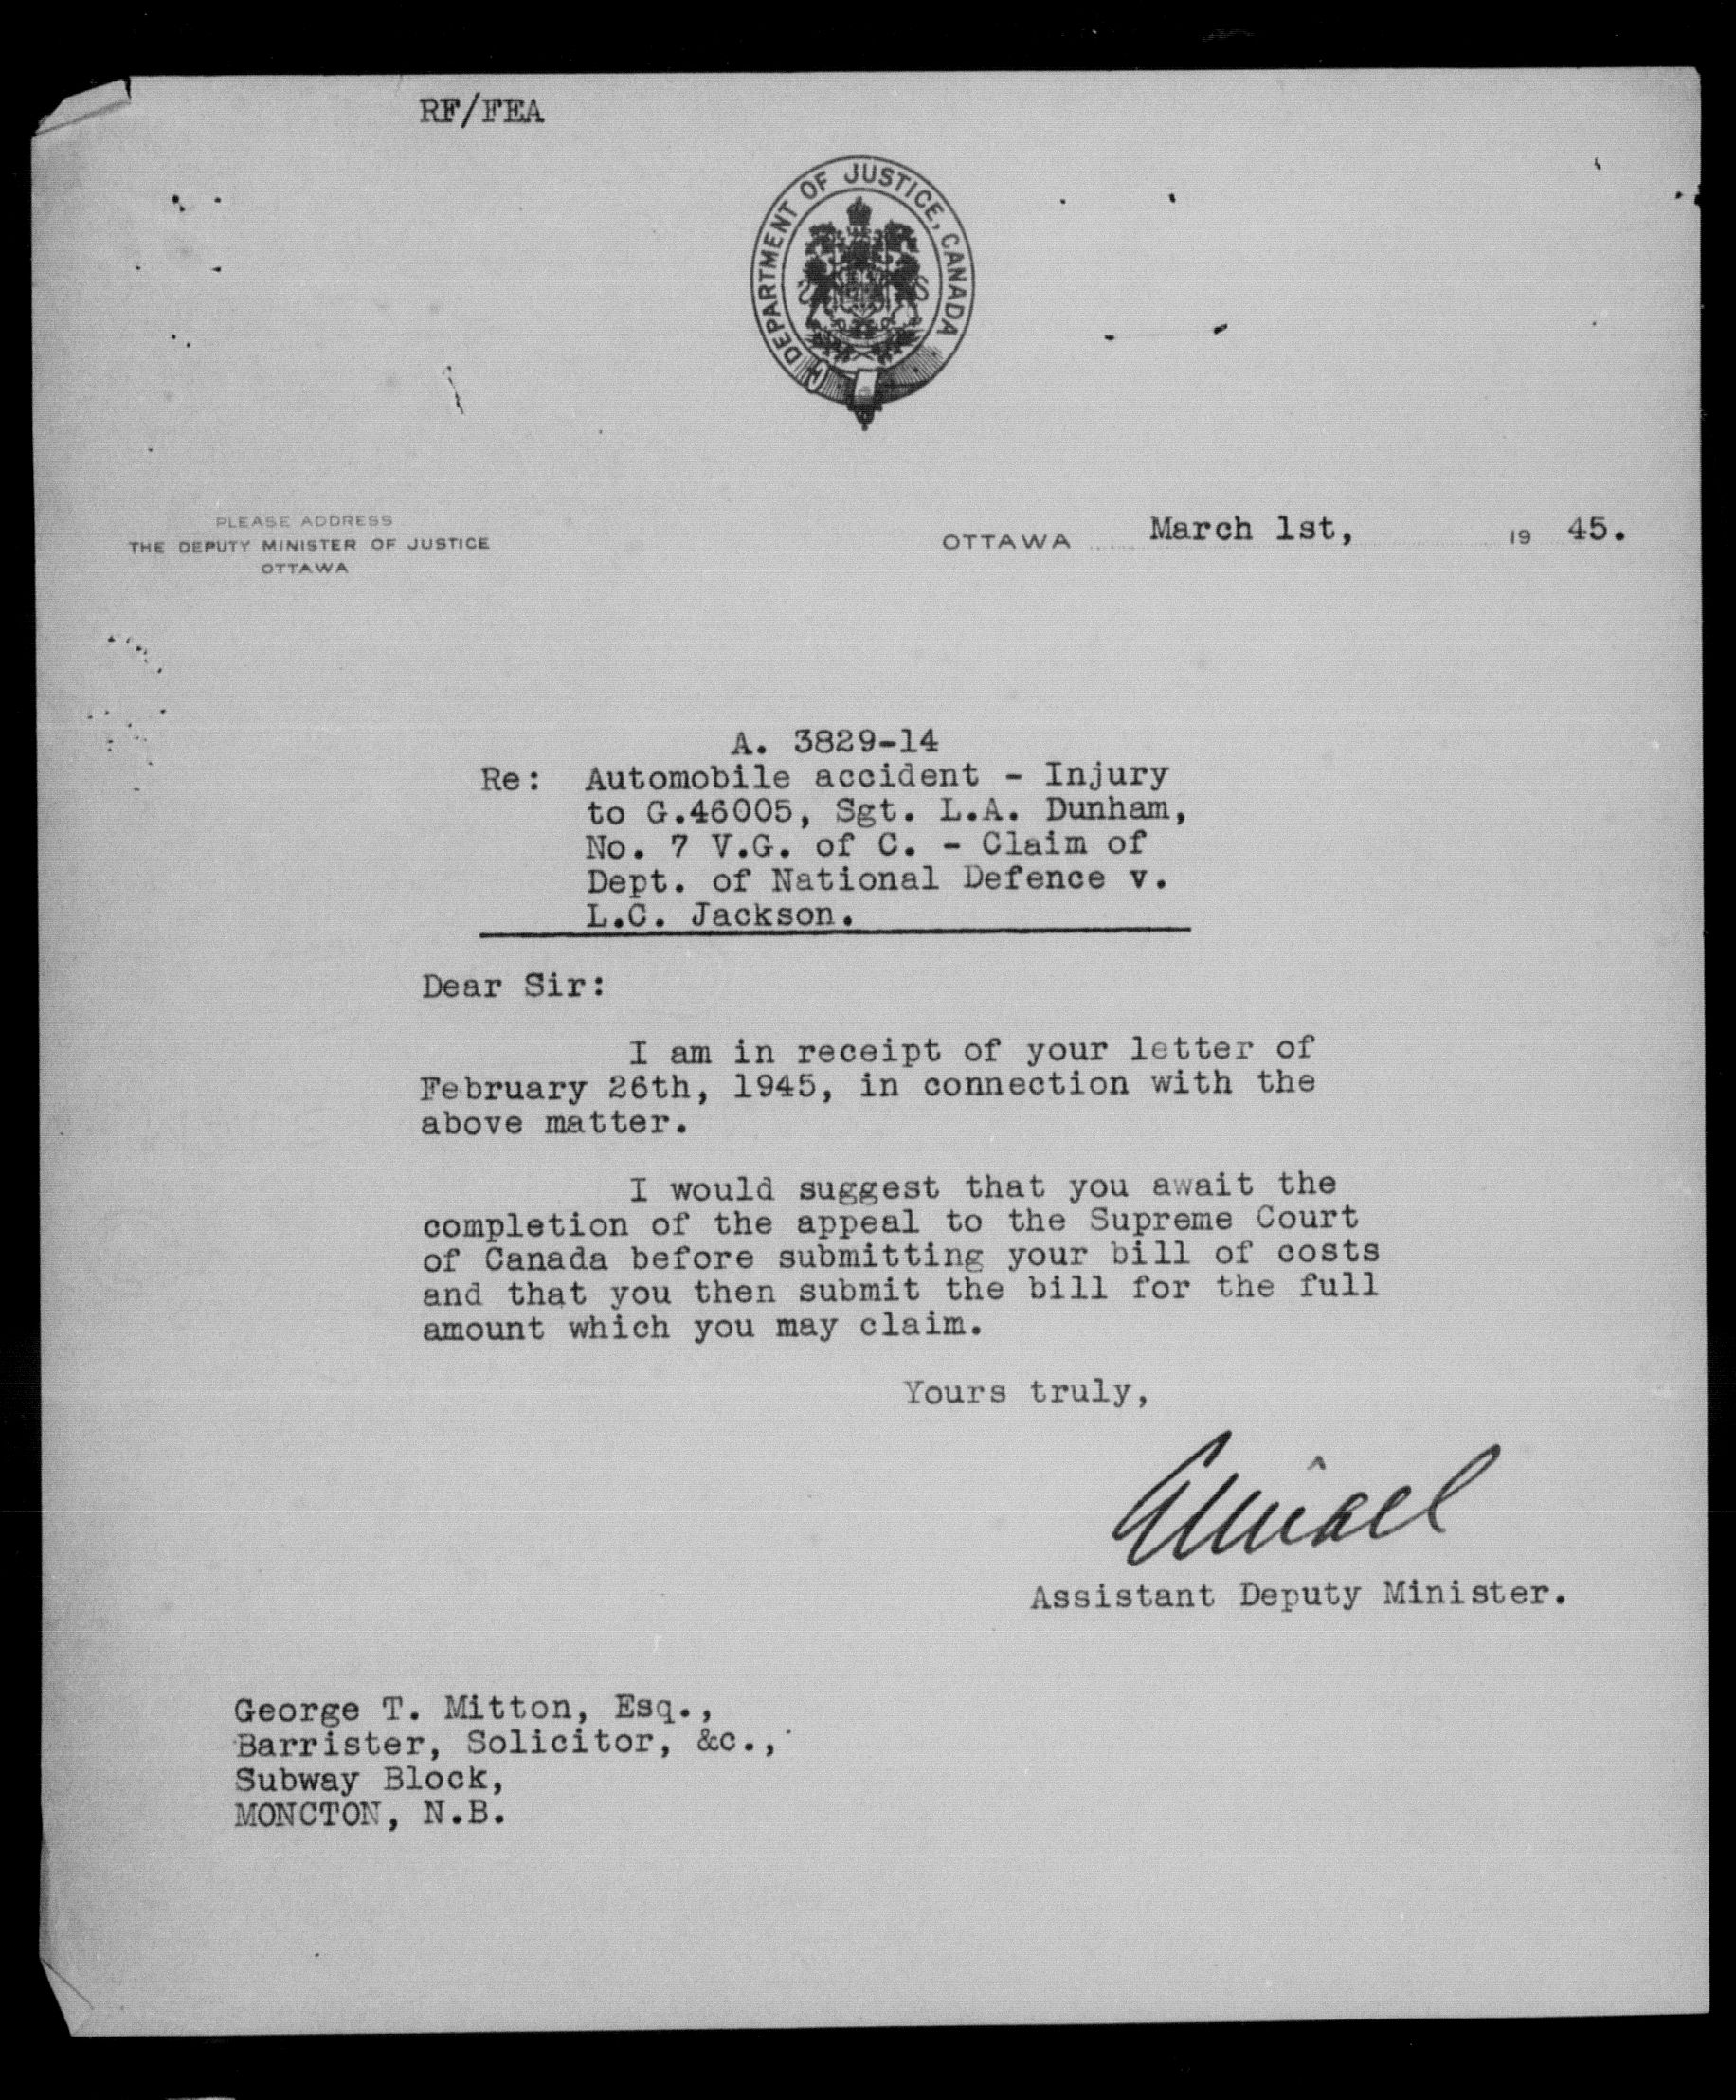 RF/FEA
DEPARTMENT OF JUSTICE, CANADA
PLEASE ADDRESS
THE DEPUTY MINISTER OF JUSTICE
OTTAWA
OTTAWA March 1st, 19 45.
A. 3829-14
Re: Automobile accident - Injury
to G.46005, Sgt. L.A. Dunham,
No. 7 V.G. of C. - Claim of
Dept. of National Defence v.
L.C. Jackson.
Dear Sir:
I am in receipt of your letter of
February 26th, 1945, in connection with the
above matter.
I would suggest that you await the
completion of the appeal to the Supreme Court
of Canada before submitting your bill of costs
and that you then submit the bill for the full
amount which you may claim.
Yours truly,
Assistant Deputy Minister.
George T. Mitton, Esq.,
Barrister, Solicitor, &c.,
Subway Block,
MONCTON, N.B.